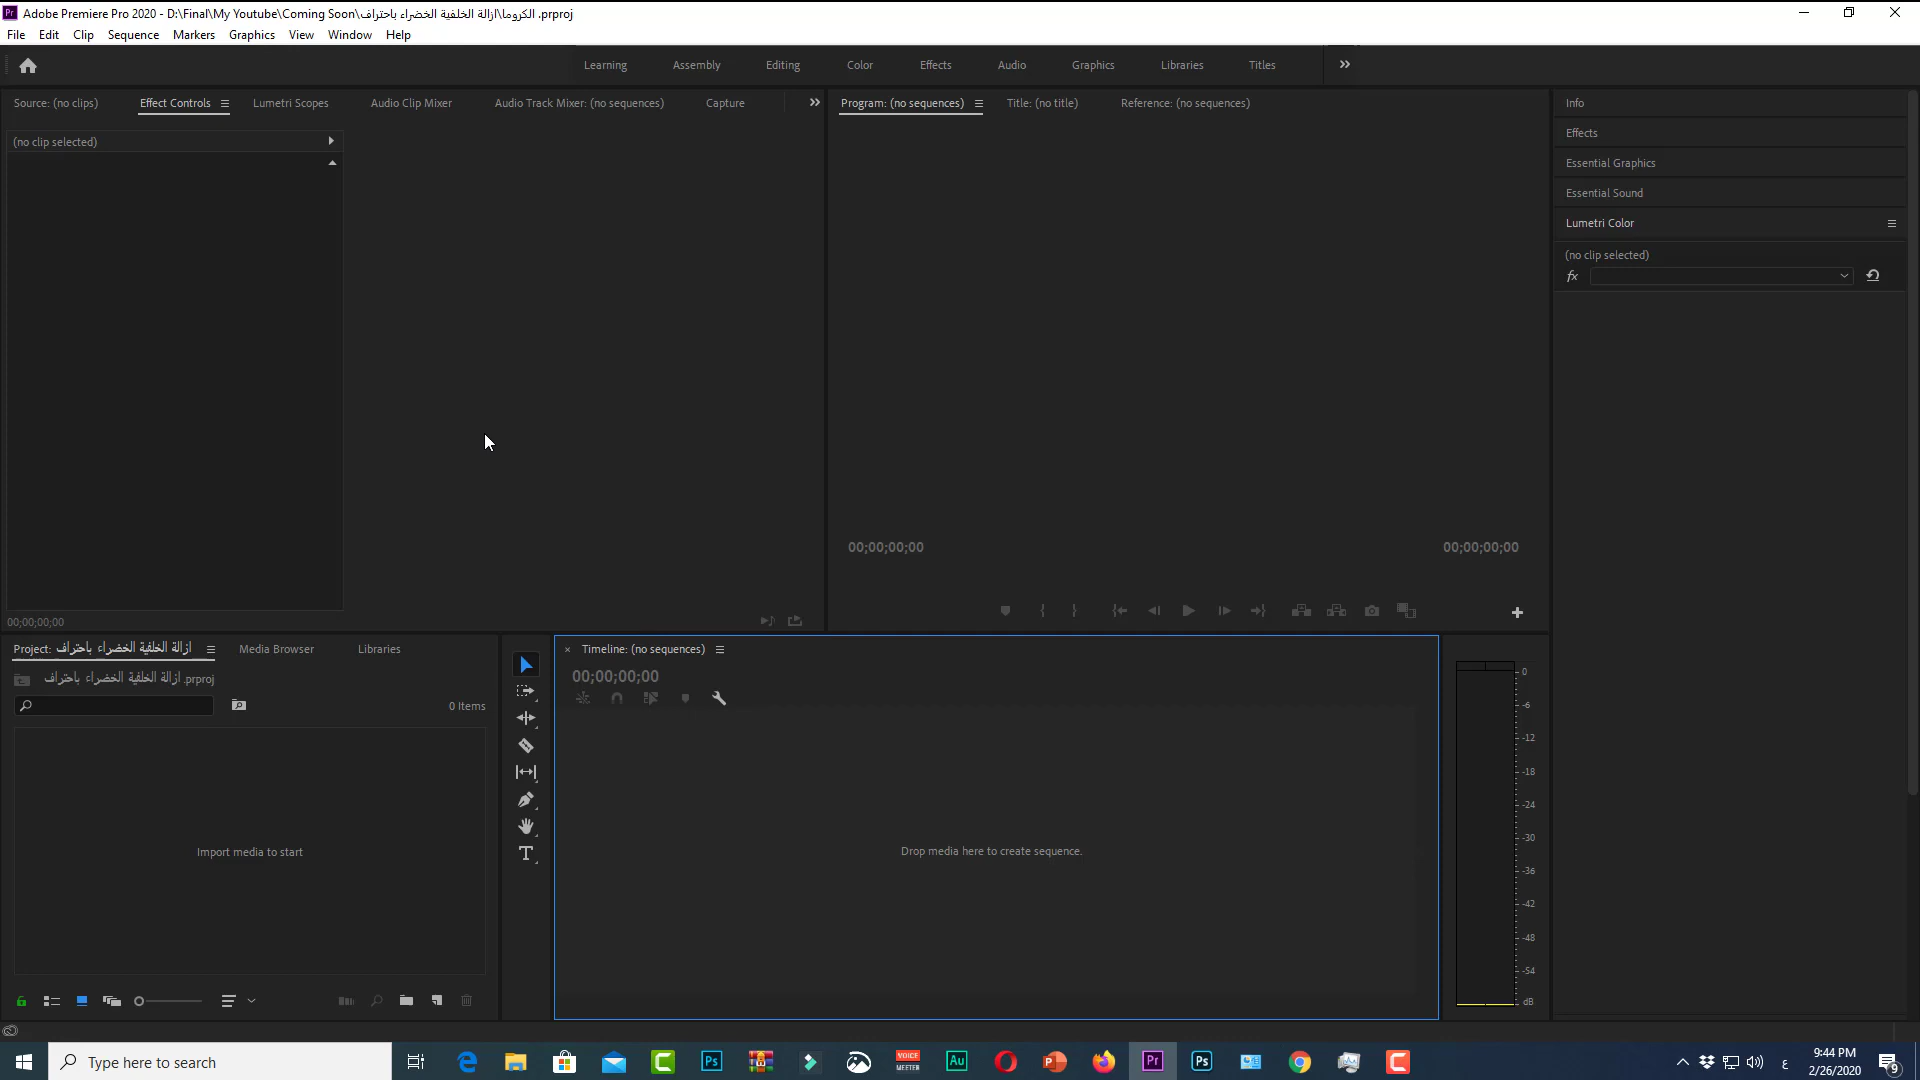 Adobe Premiere Pro 2020 - D:\Final\My Youtube\Coming Soon\الكروما\ازالة الخلفية الخضراء باحتراف .prproj
File Edit Clip Sequence Markers Graphics View Window Help
Learning Assembly Editing Color Effects Audio Graphics Libraries Titles
Source: (no clips) Effect Controls Lumetri Scopes Audio Clip Mixer Audio Track Mixer: (no sequences) Capture
Program: (no sequences) Title: (no title) Reference: (no sequences)
Info
Effects
Essential Graphics
Essential Sound
Lumetri Color
(no clip selected)
fx
(no clip selected)
00;00;00;00
00;00;00;00 00;00;00;00
Project: ازالة الخلفية الخضراء باحتراف Media Browser Libraries
ازالة الخلفية الخضراء باحتراف .prproj
0 Items
Import media to start
Timeline: (no sequences)
00;00;00;00
Drop media here to create sequence.
0
-6
-12
-18
-24
-30
-36
-42
-48
-54
dB
Type here to search
Ps
VOICE
MEETER
Au
Pr
Ps
ع
9:44 PM
2/26/2020
9